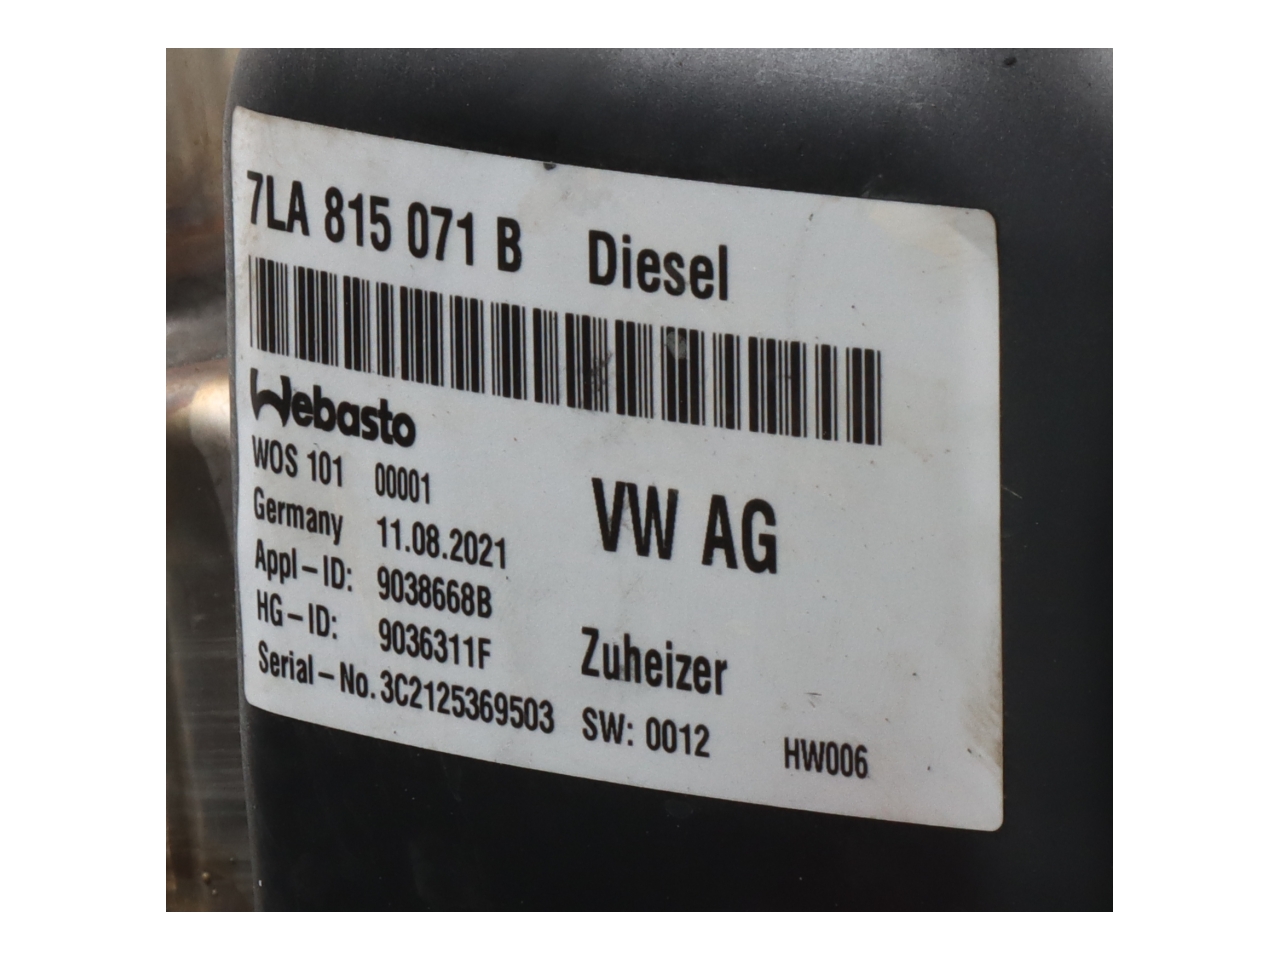 7LA 815 071 B Diesel
Webasto
WOS 101 00001
VW AG
Germany 11.08.2021
Appl-ID: 9038668B
HG-ID: 9036311F
Zuheizer
Serial-No. 3C2125369503 SW: 0012 HW006